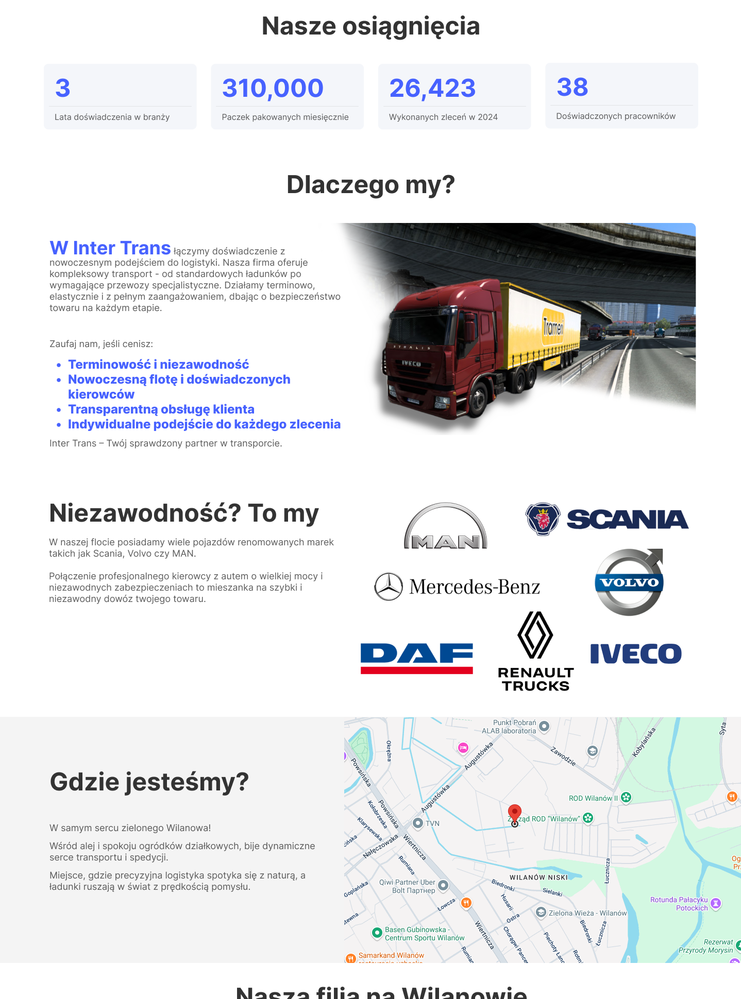 Nasze osiągnięcia
3
Lata doświadczenia w branży
310,000
Paczek pakowanych miesięcznie
26,423
Wykonanych zleceń w 2024
38
Doświadczonych pracowników
Dlaczego my?
W Inter Trans łączymy doświadczenie z
nowoczesnym podejściem do logistyki. Nasza firma oferuje
kompleksowy transport - od standardowych ładunków po
wymagające przewozy specjalistyczne. Działamy terminowo,
elastycznie i z pełnym zaangażowaniem, dbając o bezpieczeństwo
towaru na każdym etapie.
Zaufaj nam, jeśli cenisz:
• Terminowość i niezawodność
• Nowoczesną flotę i doświadczonych
kierowców
• Transparentną obsługę klienta
• Indywidualne podejście do każdego zlecenia
Inter Trans – Twój sprawdzony partner w transporcie.
Trameri
STRALIS
IVECO
Niezawodność? To my
W naszej flocie posiadamy wiele pojazdów renomowanych marek
takich jak Scania, Volvo czy MAN.
Połączenie profesjonalnego kierowcy z autem o wielkiej mocy i
niezawodnych zabezpieczeniach to mieszanka na szybki i
niezawodny dowóz twojego towaru.
MAN
SCANIA
Mercedes-Benz
VOLVO
DAF
RENAULT
TRUCKS
IVECO
Gdzie jesteśmy?
W samym sercu zielonego Wilanowa!
Wśród alej i spokoju ogródków działkowych, bije dynamiczne
serce transportu i spedycji.
Miejsce, gdzie precyzyjna logistyka spotyka się z naturą, a
ładunki ruszają w świat z prędkością pomysłu.
Punkt Pobrań
ALAB laboratoria
Syta
Kobylańska
Okrężna
Augustówka
Zawodzie
Powsińska
Augustówka
ROD Wilanów II
Kołobrzeska
Powsińska
ROD "Wilanów"
TVN
Klarysewska
Nałęczowska
Wiertnicza
Rumiana
Łucznicza
WILANÓW NISKI
Qiwi Partner Uber
Bolt Партнер
Goplańska
Biedronki
Sielanki
Łowcza
Husarii
Rotunda Pałacyku
Potockich
Ostra
Zielona Wieża - Wilanów
Basen Gubinowska -
Centrum Sportu Wilanów
Wiertnicza
Biedronki
Łucznicza
Rezerwat
Przyrody Morysin
Samarkand Wilanów
Nasza filia na Wilanowie